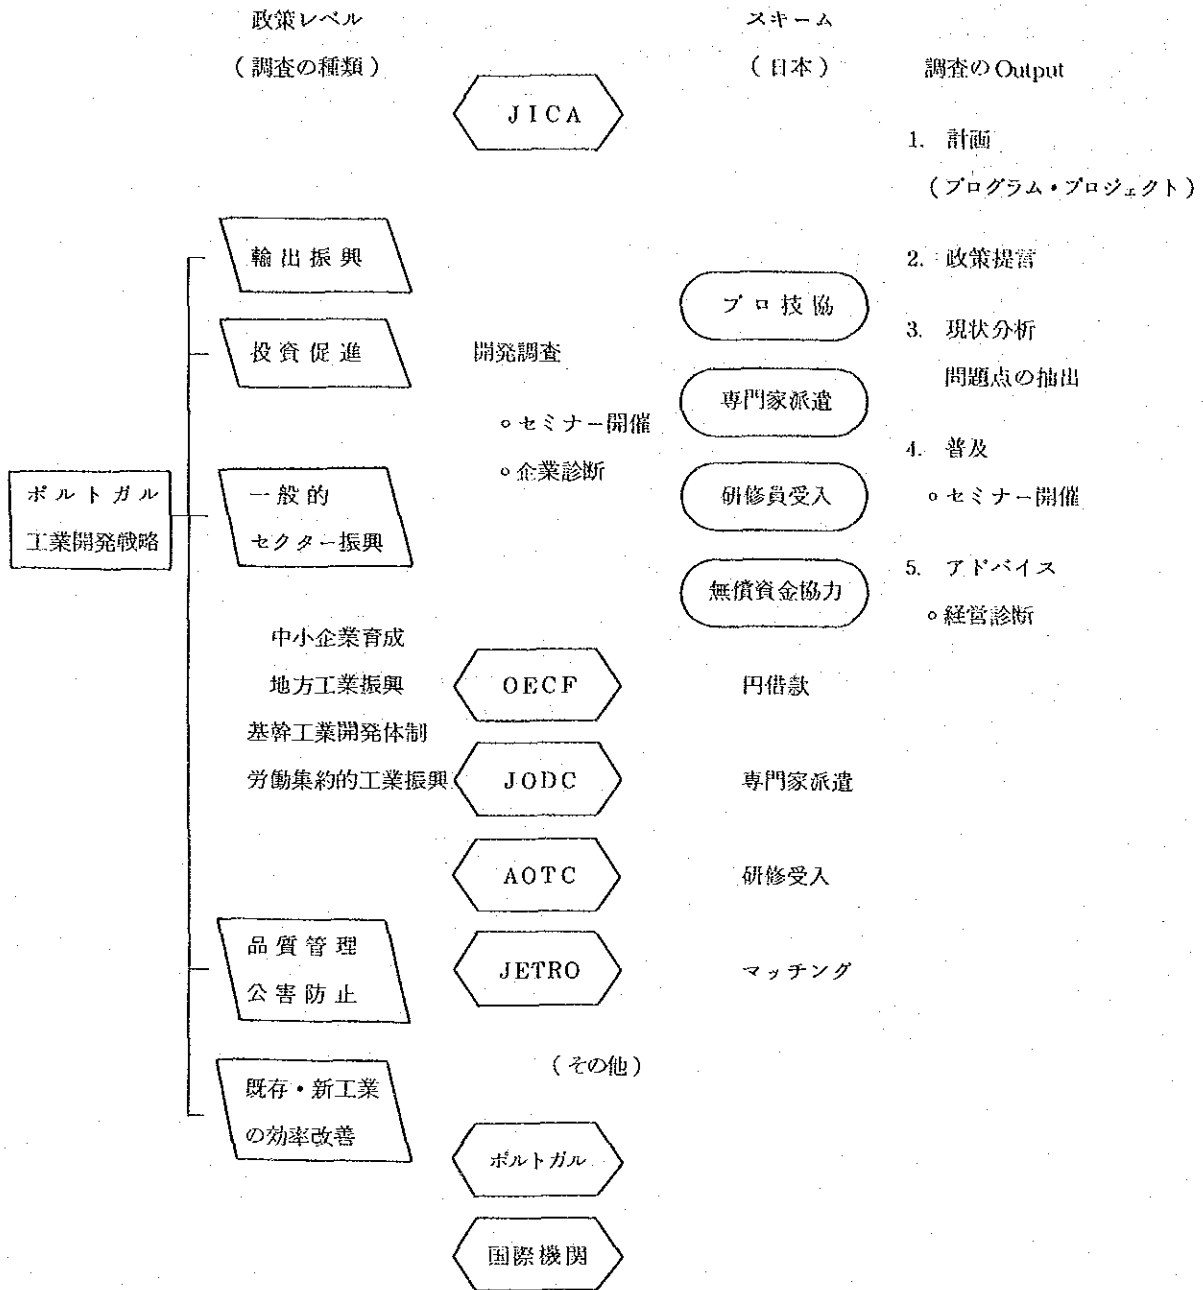 政策レベル
(調査の種類)
スキーム
(日本)
調査のOutput
JICA
1. 計画
(プログラム・プロジェクト)
輸出振興
2. 政策提言
プロ技協
3. 現状分析
問題点の抽出
投資促進
開発調査
専門家派遣
∘セミナー開催
∘企業診断
4. 普及
∘セミナー開催
ポルトガル
工業開発戦略
一般的
セクター振興
研修員受入
無償資金協力
5. アドバイス
∘経営診断
中小企業育成
地方工業振興
基幹工業開発体制
労働集約的工業振興
OECF
円借款
JODC
専門家派遣
AOTC
研修受入
品質管理
公害防止
JETRO
マッチング
(その他)
既存・新工業
の効率改善
ポルトガル
国際機関